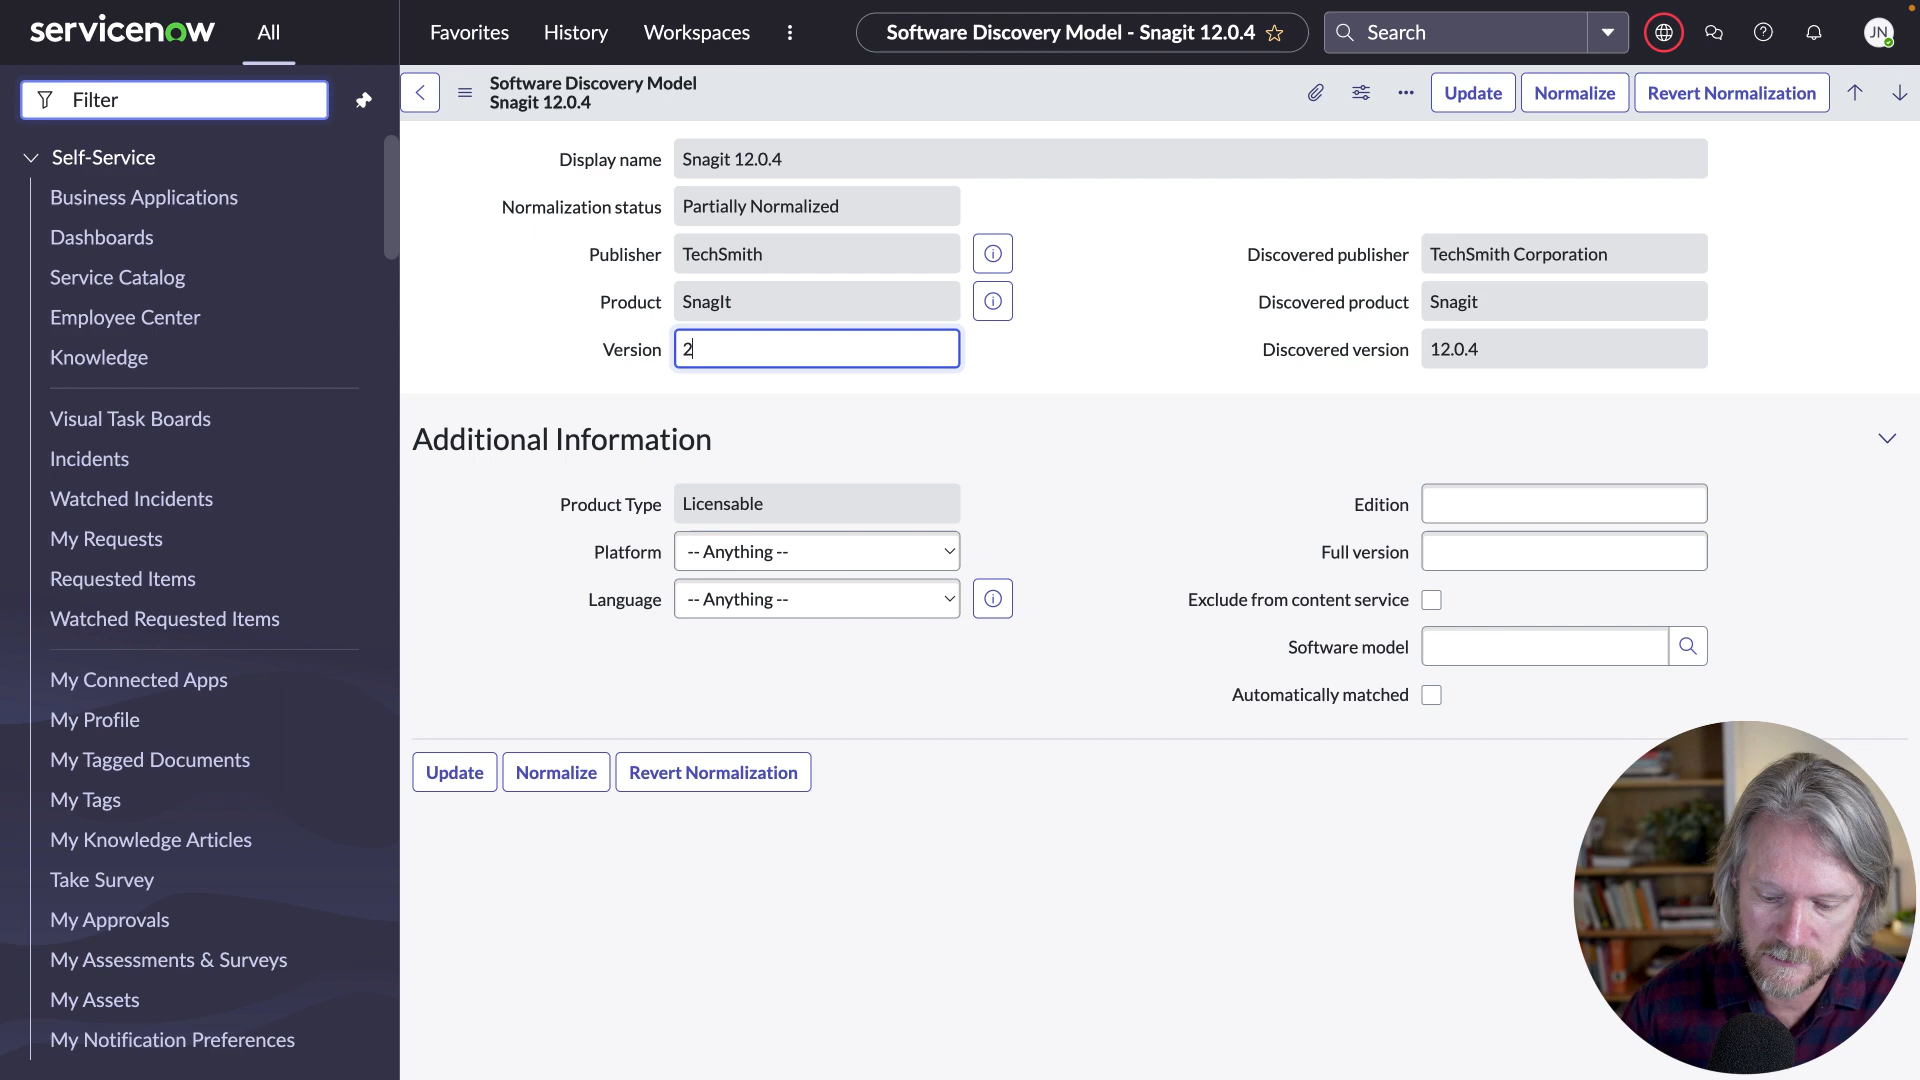 servicenow
All
Favorites
History
Workspaces
Software Discovery Model - Snagit 12.0.4
Search
JN
Filter
Software Discovery Model
Snagit 12.0.4
Update
Normalize
Revert Normalization
Self-Service
Business Applications
Dashboards
Service Catalog
Employee Center
Knowledge
Visual Task Boards
Incidents
Watched Incidents
My Requests
Requested Items
Watched Requested Items
My Connected Apps
My Profile
My Tagged Documents
My Tags
My Knowledge Articles
Take Survey
My Approvals
My Assessments & Surveys
My Assets
My Notification Preferences
Display name Snagit 12.0.4
Normalization status Partially Normalized
Publisher TechSmith
Discovered publisher TechSmith Corporation
Product SnagIt
Discovered product Snagit
Version 2
Discovered version 12.0.4
Additional Information
Product Type Licensable
Edition
Platform -- Anything --
Full version
Language -- Anything --
Exclude from content service
Software model
Automatically matched
Update
Normalize
Revert Normalization